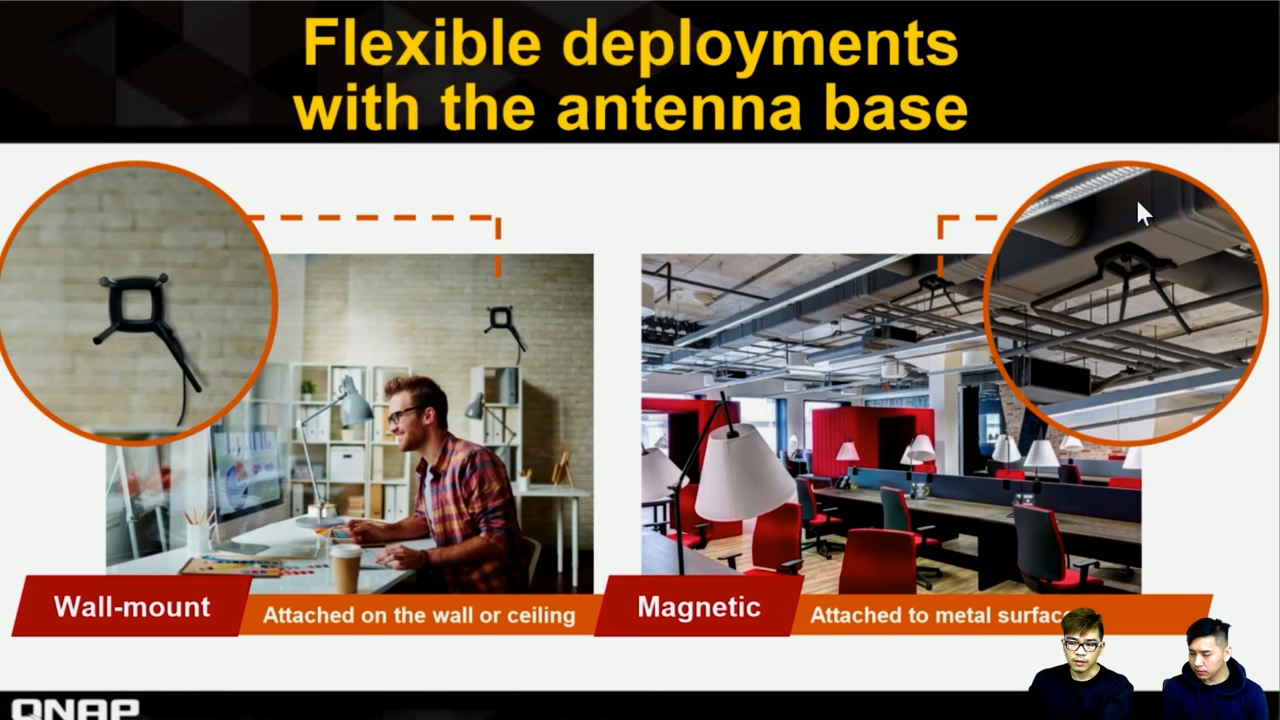 Flexible deployments
with the antenna base
Wall-mount
Attached on the wall or ceiling
Magnetic
Attached to metal surface
QNAP